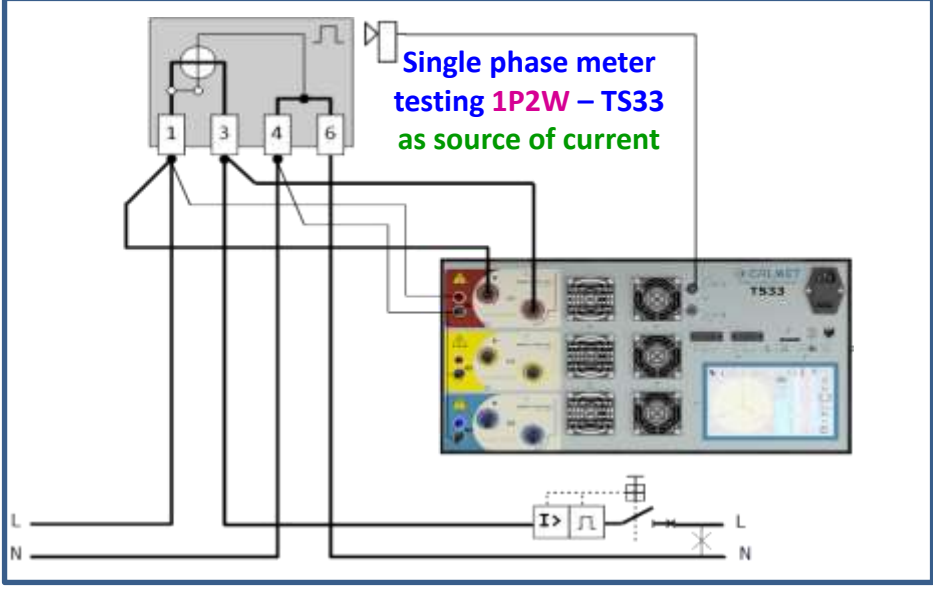 Single phase meter
testing 1P2W – TS33
as source of current
1 3 4 6
CALMET
TS33
I>
L L
N N